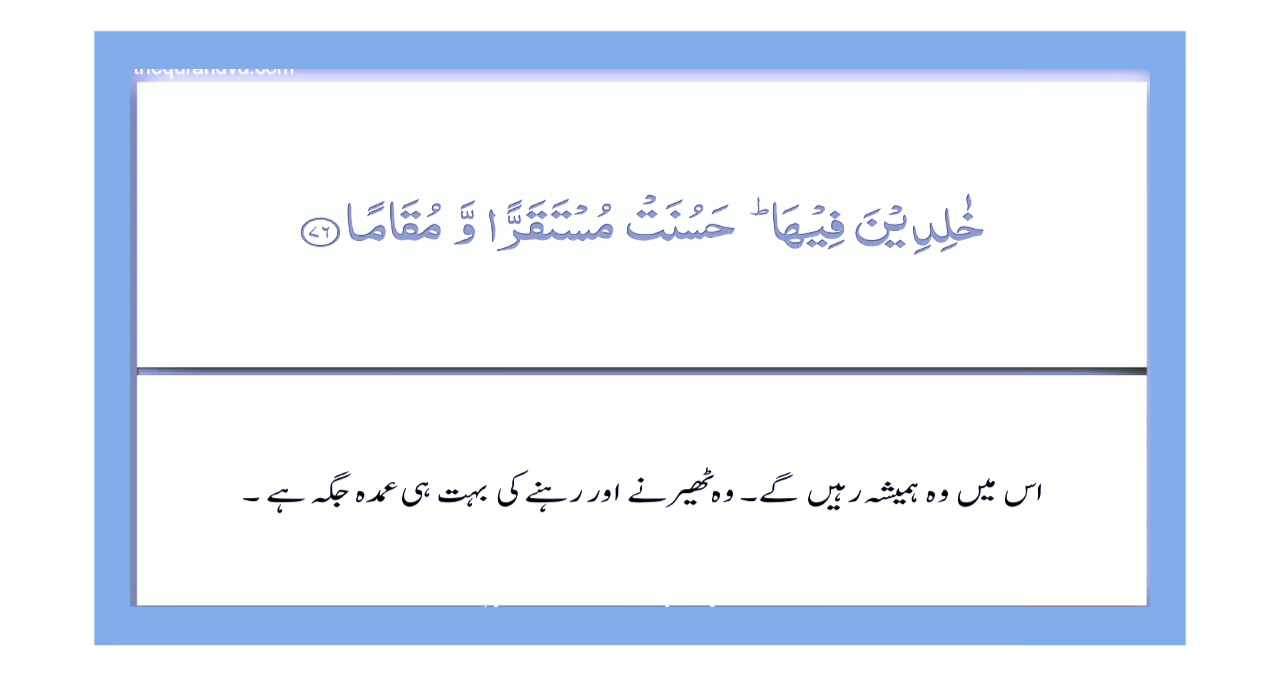 thequrandvd.com
خٰلِدِیْنَ فِیْهَا ؕ حَسُنَتْ مُسْتَقَرًّا وَّ مُقَامًا ﴿۷۶﴾
اس میں وہ ہمیشہ رہیں گے۔ وہ ٹھیرنے اور رہنے کی بہت ہی عمدہ جگہ ہے ۔